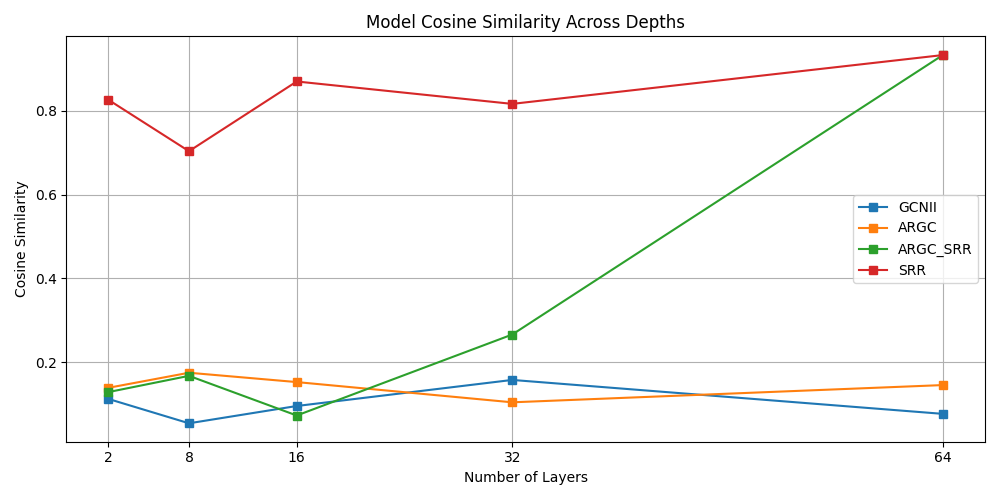 Model Cosine Similarity Across Depths
Cosine Similarity
0.8
0.6
0.4
0.2
GCNII
ARGC
ARGC_SRR
SRR
2 8 16 32 64
Number of Layers